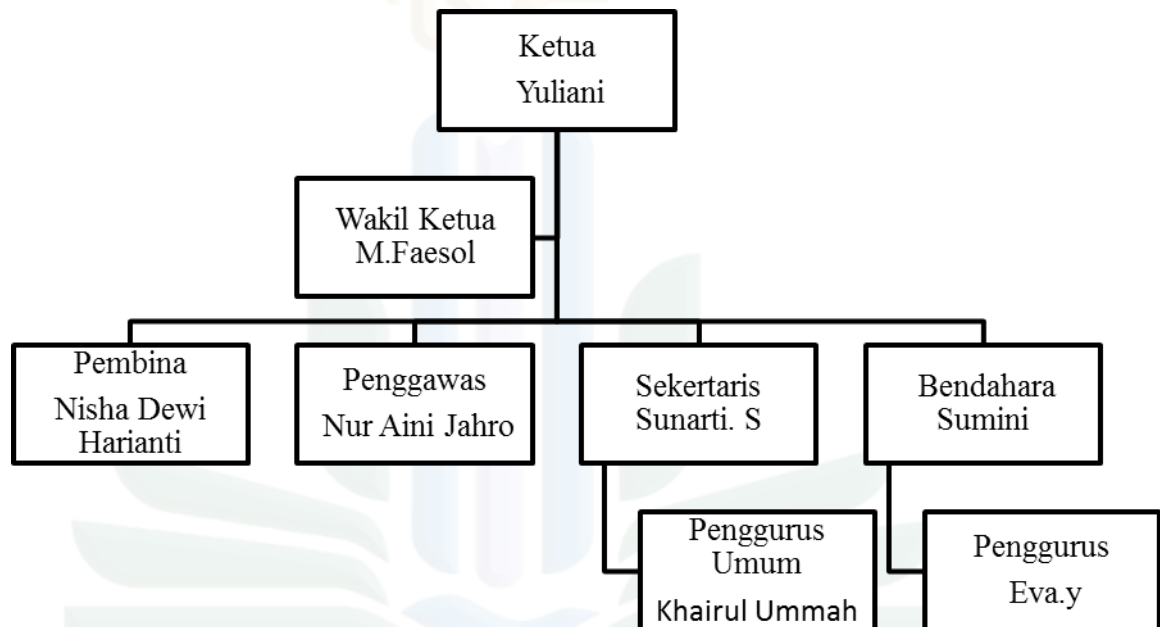 Ketua
Yuliani
Wakil Ketua
M.Faesol
Pembina
Nisha Dewi
Harianti
Penggawas
Nur Aini Jahro
Sekertaris
Sunarti. S
Bendahara
Sumini
Penggurus
Umum
Khairul Ummah
Penggurus
Eva.y